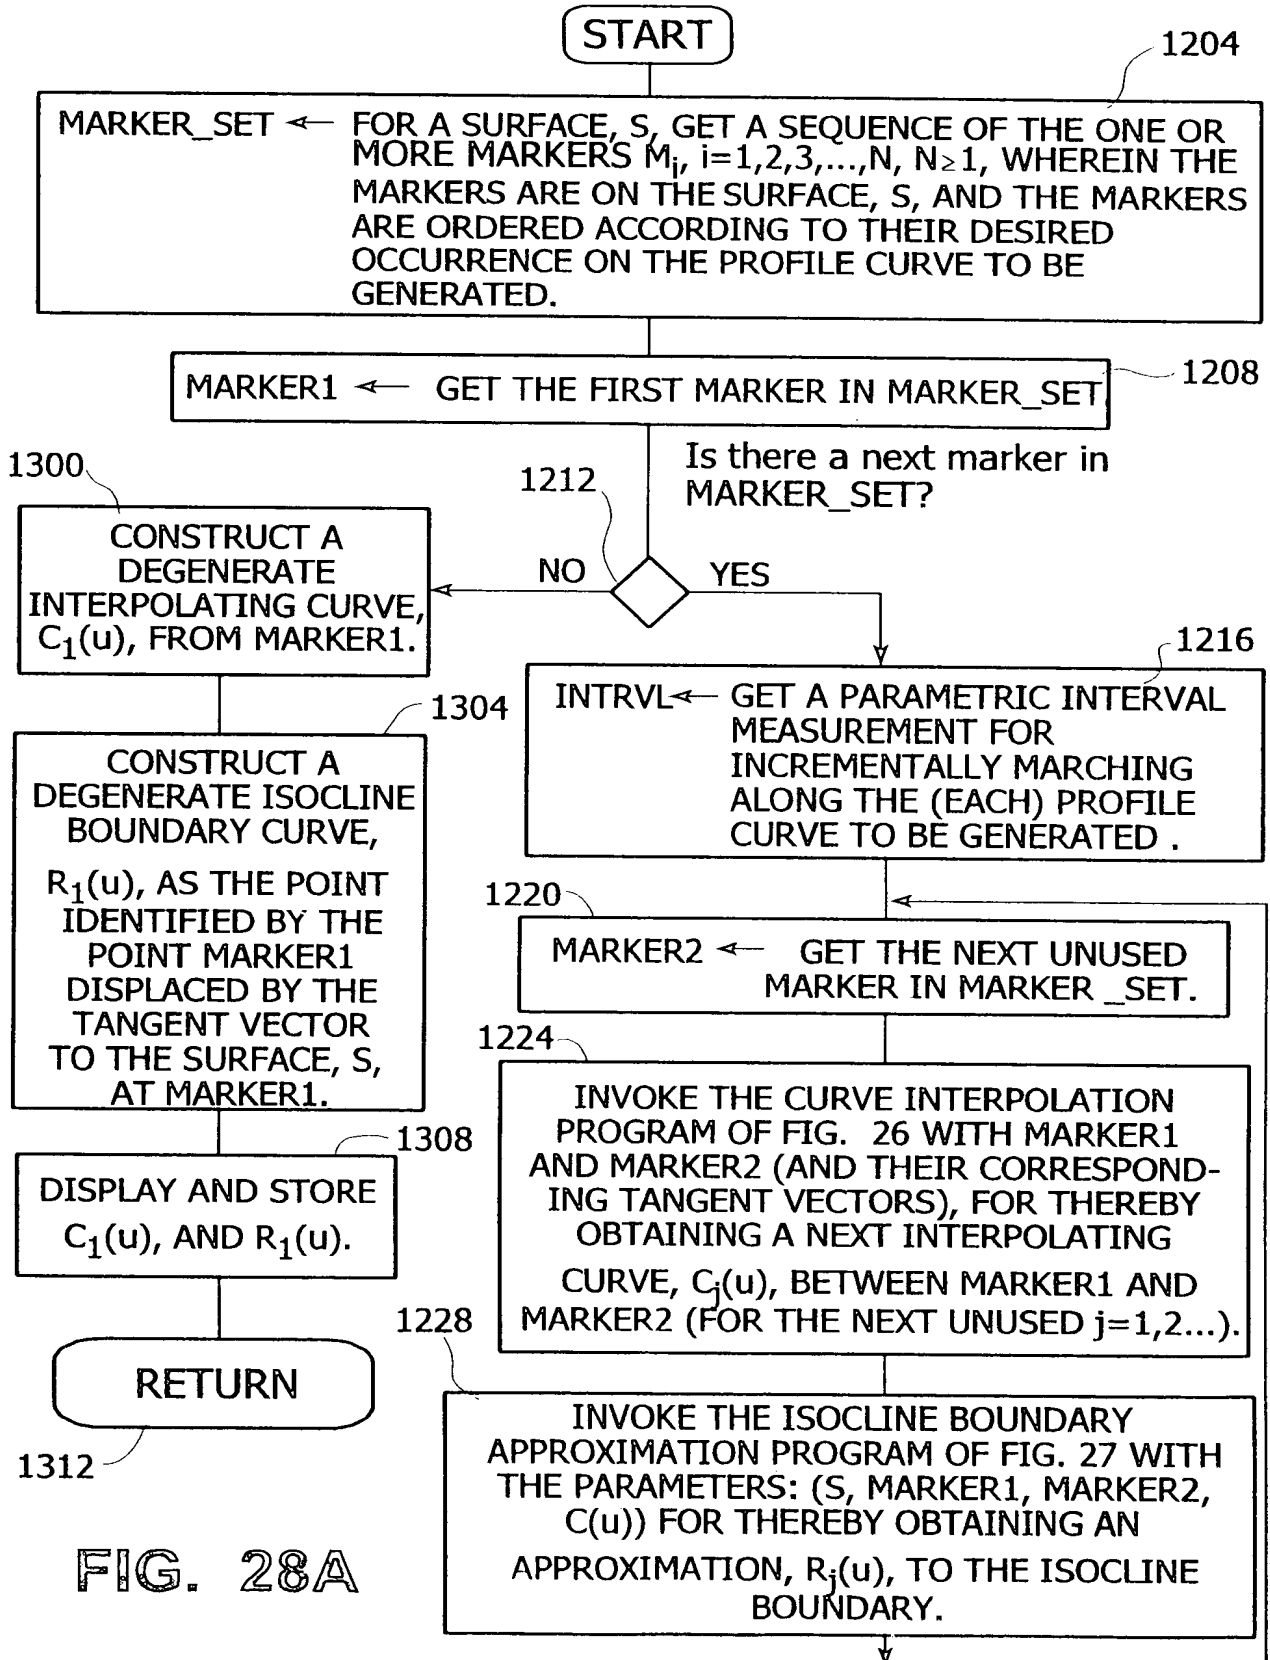 START
1204
MARKER_SET ← FOR A SURFACE, S, GET A SEQUENCE OF THE ONE OR
MORE MARKERS Mi, i=1,2,3,...,N, N≥1, WHEREIN THE
MARKERS ARE ON THE SURFACE, S, AND THE MARKERS
ARE ORDERED ACCORDING TO THEIR DESIRED
OCCURRENCE ON THE PROFILE CURVE TO BE
GENERATED.
1208
MARKER1 ← GET THE FIRST MARKER IN MARKER_SET
Is there a next marker in
MARKER_SET?
1212
NO
YES
1300
CONSTRUCT A
DEGENERATE
INTERPOLATING CURVE,
C1(u), FROM MARKER1.
1304
CONSTRUCT A
DEGENERATE ISOCLINE
BOUNDARY CURVE,
R1(u), AS THE POINT
IDENTIFIED BY THE
POINT MARKER1
DISPLACED BY THE
TANGENT VECTOR
TO THE SURFACE, S,
AT MARKER1.
1308
DISPLAY AND STORE
C1(u), AND R1(u).
RETURN
1312
1216
INTRVL ← GET A PARAMETRIC INTERVAL
MEASUREMENT FOR
INCREMENTALLY MARCHING
ALONG THE (EACH) PROFILE
CURVE TO BE GENERATED .
1220
MARKER2 ← GET THE NEXT UNUSED
MARKER IN MARKER _SET.
1224
INVOKE THE CURVE INTERPOLATION
PROGRAM OF FIG. 26 WITH MARKER1
AND MARKER2 (AND THEIR CORRESPOND-
ING TANGENT VECTORS), FOR THEREBY
OBTAINING A NEXT INTERPOLATING
CURVE, Cj(u), BETWEEN MARKER1 AND
MARKER2 (FOR THE NEXT UNUSED j=1,2...).
1228
INVOKE THE ISOCLINE BOUNDARY
APPROXIMATION PROGRAM OF FIG. 27 WITH
THE PARAMETERS: (S, MARKER1, MARKER2,
C(u)) FOR THEREBY OBTAINING AN
APPROXIMATION, Rj(u), TO THE ISOCLINE
BOUNDARY.
FIG. 28A